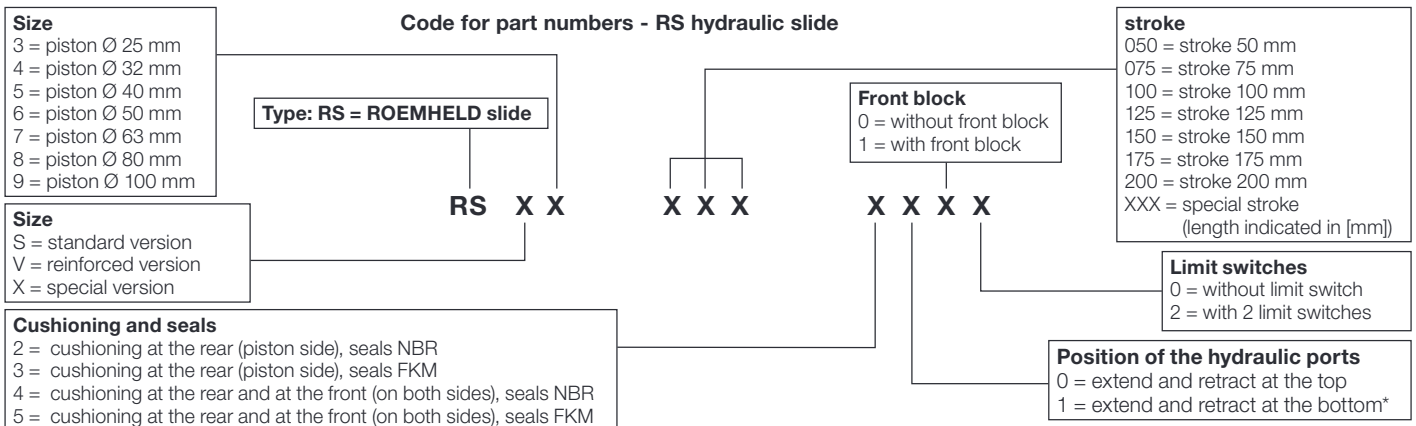 Code for part numbers - RS hydraulic slide
Size
3 = piston Ø 25 mm
4 = piston Ø 32 mm
5 = piston Ø 40 mm
6 = piston Ø 50 mm
7 = piston Ø 63 mm
8 = piston Ø 80 mm
9 = piston Ø 100 mm
Type: RS = ROEMHELD slide
Front block
0 = without front block
1 = with front block
stroke
050 = stroke 50 mm
075 = stroke 75 mm
100 = stroke 100 mm
125 = stroke 125 mm
150 = stroke 150 mm
175 = stroke 175 mm
200 = stroke 200 mm
XXX = special stroke
(length indicated in [mm])
RS X X X X X X X X X
Size
S = standard version
V = reinforced version
X = special version
Limit switches
0 = without limit switch
2 = with 2 limit switches
Cushioning and seals
2 = cushioning at the rear (piston side), seals NBR
3 = cushioning at the rear (piston side), seals FKM
4 = cushioning at the rear and at the front (on both sides), seals NBR
5 = cushioning at the rear and at the front (on both sides), seals FKM
Position of the hydraulic ports
0 = extend and retract at the top
1 = extend and retract at the bottom*